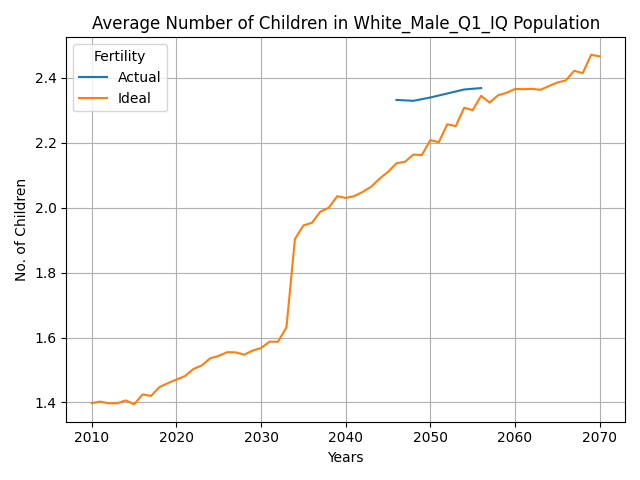 Average Number of Children in White_Male_Q1_IQ Population
Fertility
Actual
Ideal
No. of Children
2.4
2.2
2.0
1.8
1.6
1.4
2010 2020 2030 2040 2050 2060 2070
Years